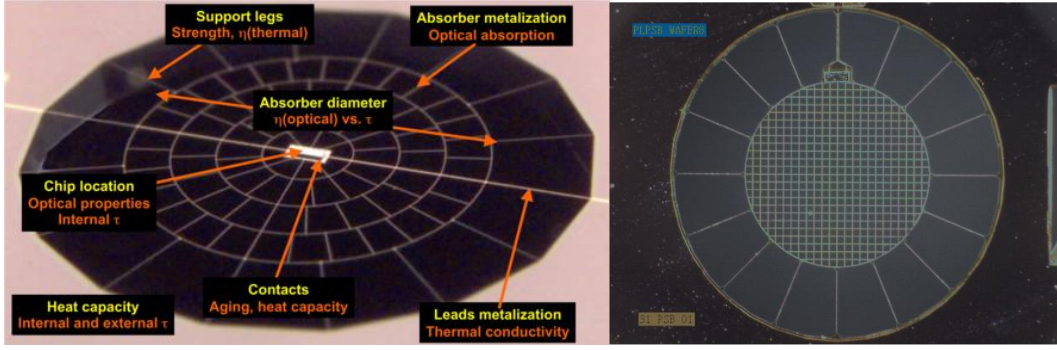 Support legs
Strength, η(thermal)
Absorber metalization
Optical absorption
Absorber diameter
η(optical) vs. τ
Chip location
Optical properties
Internal τ
Contacts
Aging, heat capacity
Heat capacity
Internal and external τ
Leads metalization
Thermal conductivity
PLPSB WAFERS
S1 PSB 01